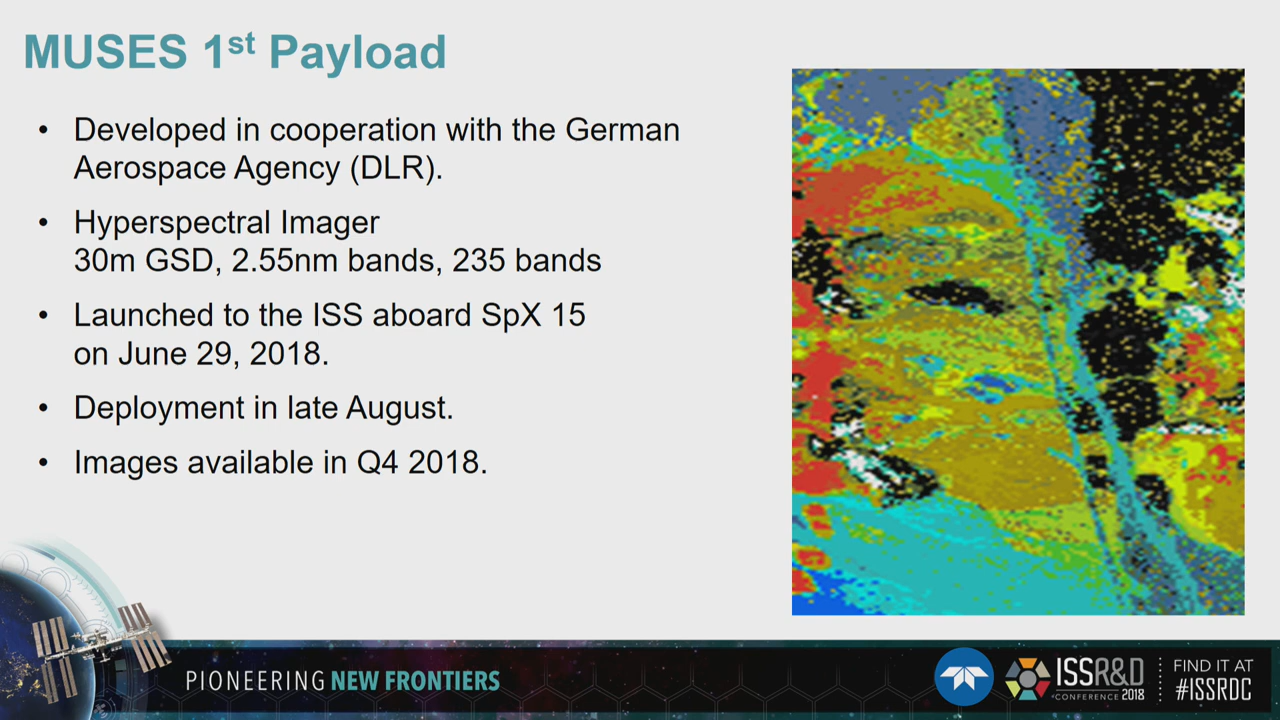 MUSES 1st Payload
• Developed in cooperation with the German
Aerospace Agency (DLR).
• Hyperspectral Imager
30m GSD, 2.55nm bands, 235 bands
• Launched to the ISS aboard SpX 15
on June 29, 2018.
• Deployment in late August.
• Images available in Q4 2018.
PIONEERING NEW FRONTIERS
ISSR&D
CONFERENCE 2018
FIND IT AT
#ISSRDC